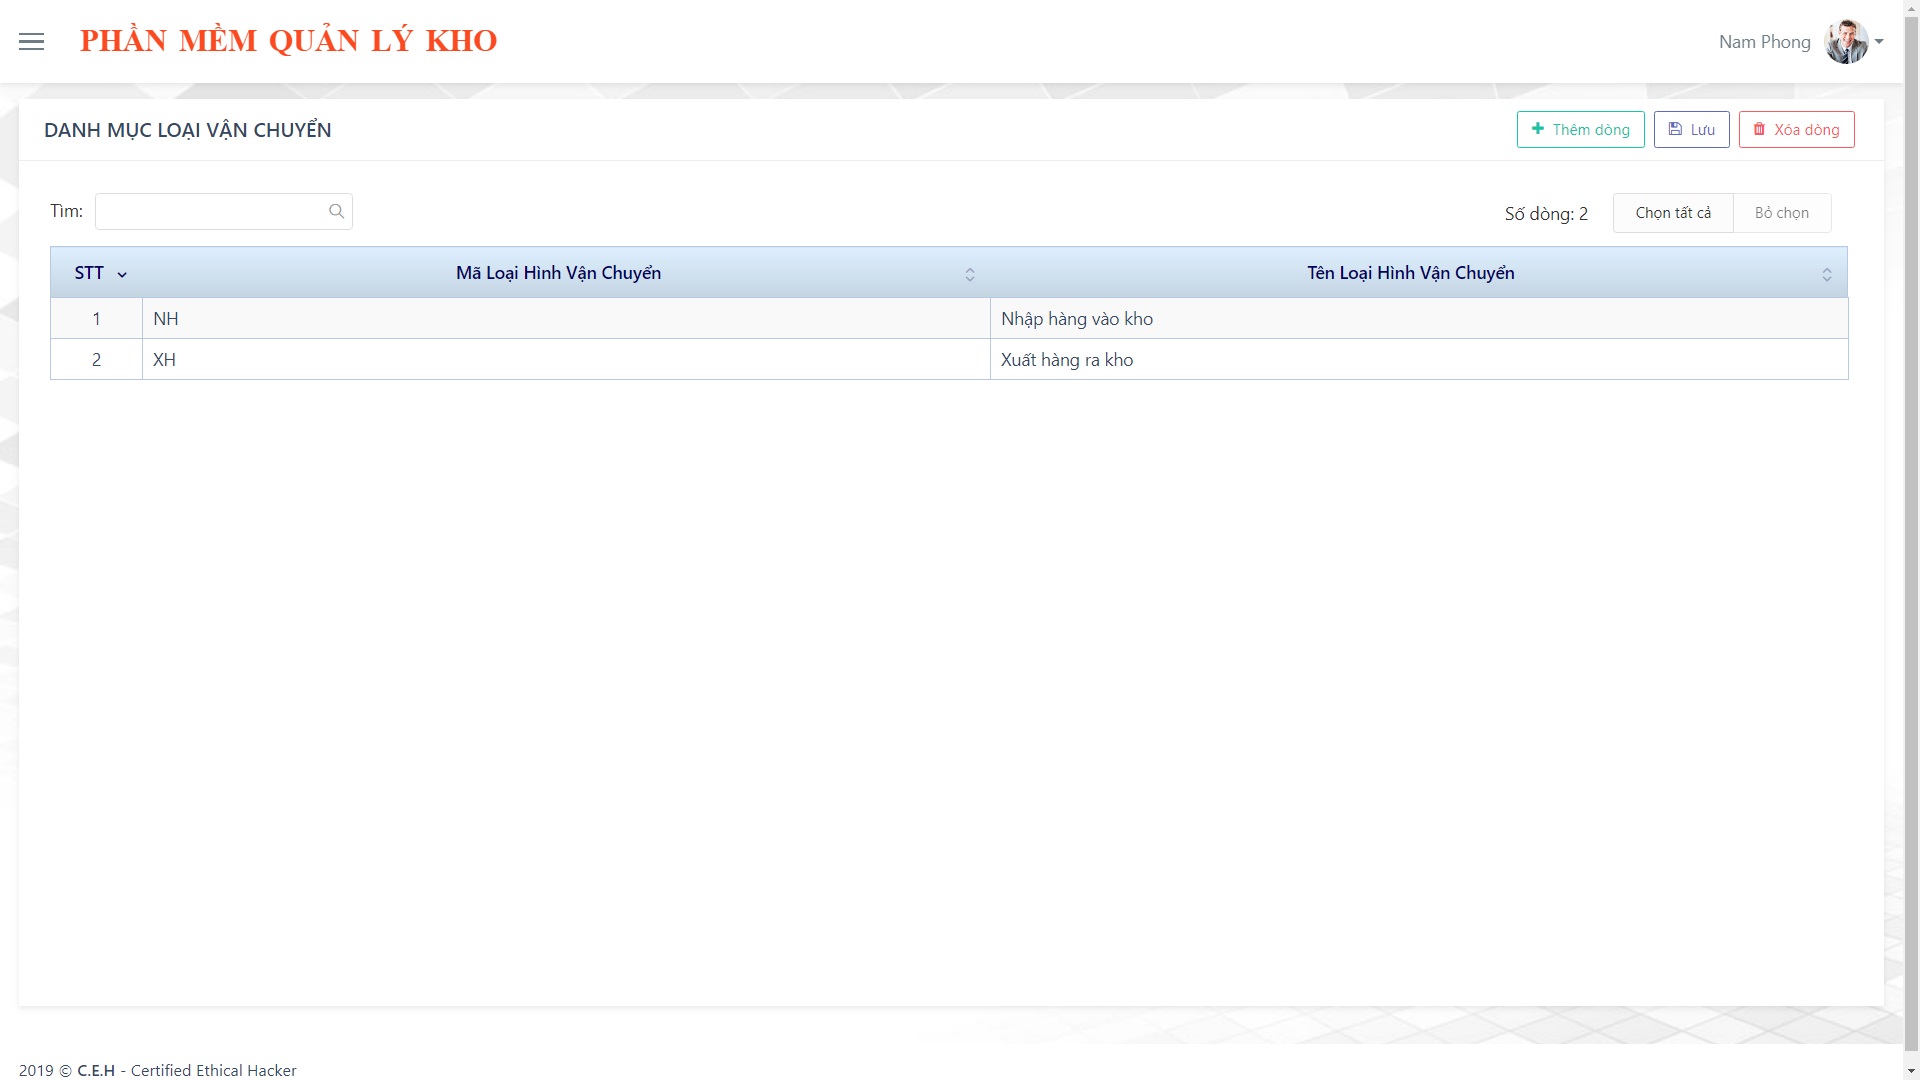 PHẦN MỀM QUẢN LÝ KHO
Nam Phong
DANH MỤC LOẠI VẬN CHUYỂN
Thêm dòng
Lưu
Xóa dòng
Tìm:
Số dòng: 2
Chọn tất cả
Bỏ chọn
STT Mã Loại Hình Vận Chuyển Tên Loại Hình Vận Chuyển
1 NH Nhập hàng vào kho
2 XH Xuất hàng ra kho
2019 © C.E.H - Certified Ethical Hacker